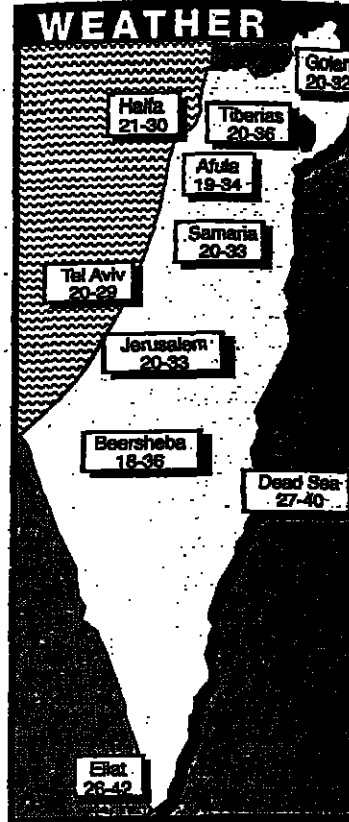 WEATHER
Golan
20-32
Haifa
21-30
Tiberias
20-36
Afula
19-34
Samaria
20-33
Tel Aviv
20-29
Jerusalem
20-33
Beersheba
18-36
Dead Sea
27-40
Eilat
26-42